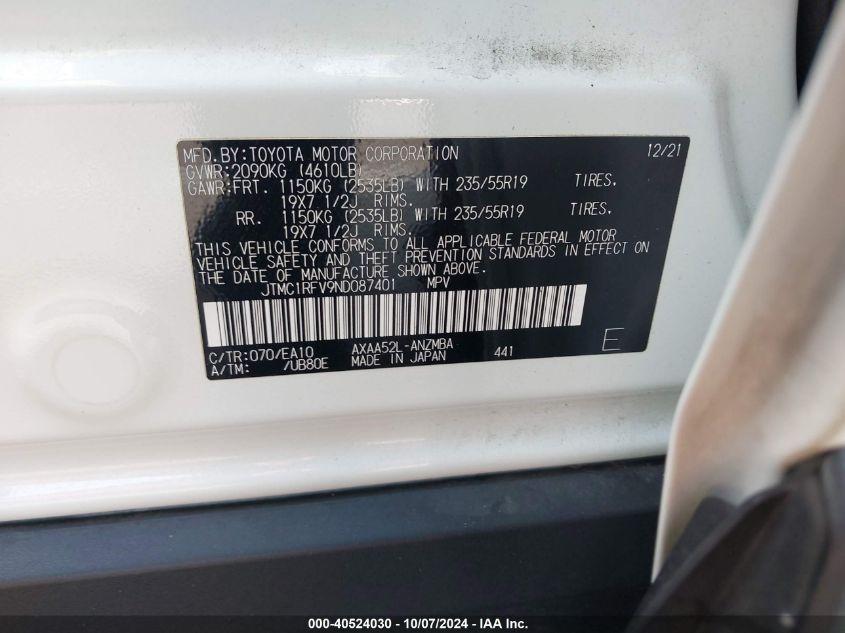 MFD.BY:TOYOTA MOTOR CORPORATION 12/21
GVWR:2090KG (4610LB)
GAWR:FRT. 1150KG (2535LB) WITH 235/55R19 TIRES,
19X7 1/2J RIMS.
RR. 1150KG (2535LB) WITH 235/55R19 TIRES,
19X7 1/2J RIMS.
THIS VEHICLE CONFORMS TO ALL APPLICABLE FEDERAL MOTOR
VEHICLE SAFETY AND THEFT PREVENTION STANDARDS IN EFFECT ON
THE DATE OF MANUFACTURE SHOWN ABOVE.
JTMC1RFV9ND087401 MPV
C/TR:070/EA10 AXAA52L-ANZMBA 441 E
A/TM: /UB80E MADE IN JAPAN
000-40524030 - 10/07/2024 - IAA Inc.